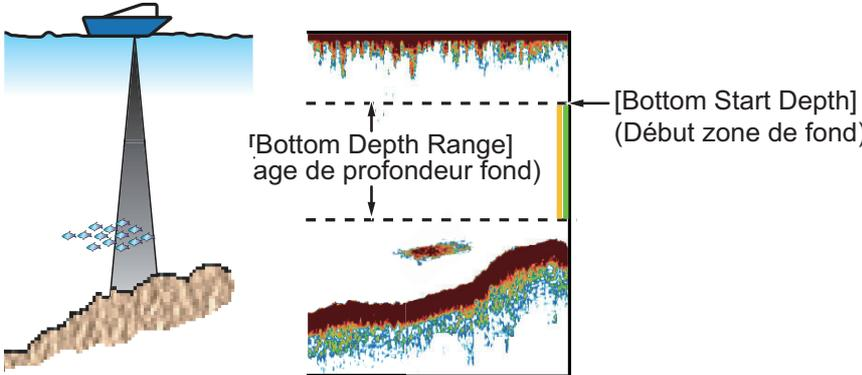 [Bottom Start Depth]
(Début zone de fond)
[Bottom Depth Range]
age de profondeur fond)